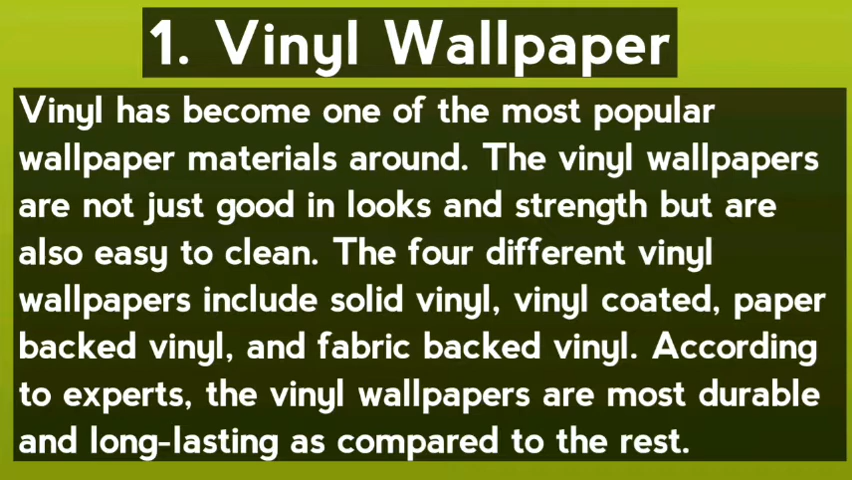 1. Vinyl Wallpaper
Vinyl has become one of the most popular
wallpaper materials around. The vinyl wallpapers
are not just good in looks and strength but are
also easy to clean. The four different vinyl
wallpapers include solid vinyl, vinyl coated, paper
backed vinyl, and fabric backed vinyl. According
to experts, the vinyl wallpapers are most durable
and long-lasting as compared to the rest.